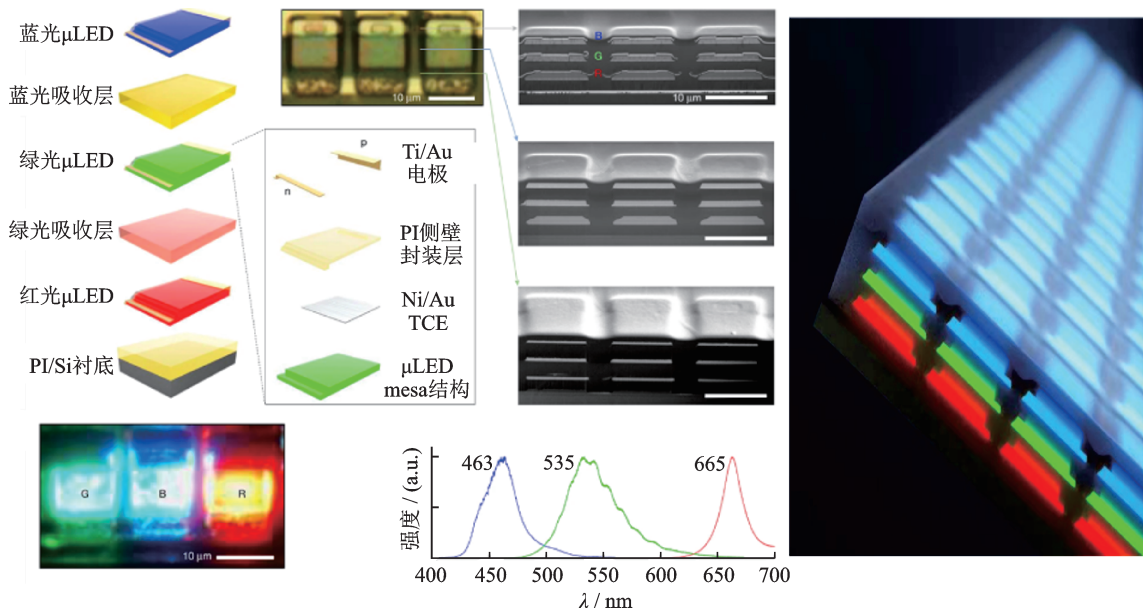 蓝光μLED
蓝光吸收层
绿光μLED
绿光吸收层
红光μLED
PI/Si衬底
p
n
Ti/Au
电极
PI侧壁
封装层
Ni/Au
TCE
μLED
mesa结构
10 μm
B
G
R
10 μm
G
B
R
10 μm
463
535
665
强度 / (a.u.)
400
450
500
550
600
650
700
λ / nm